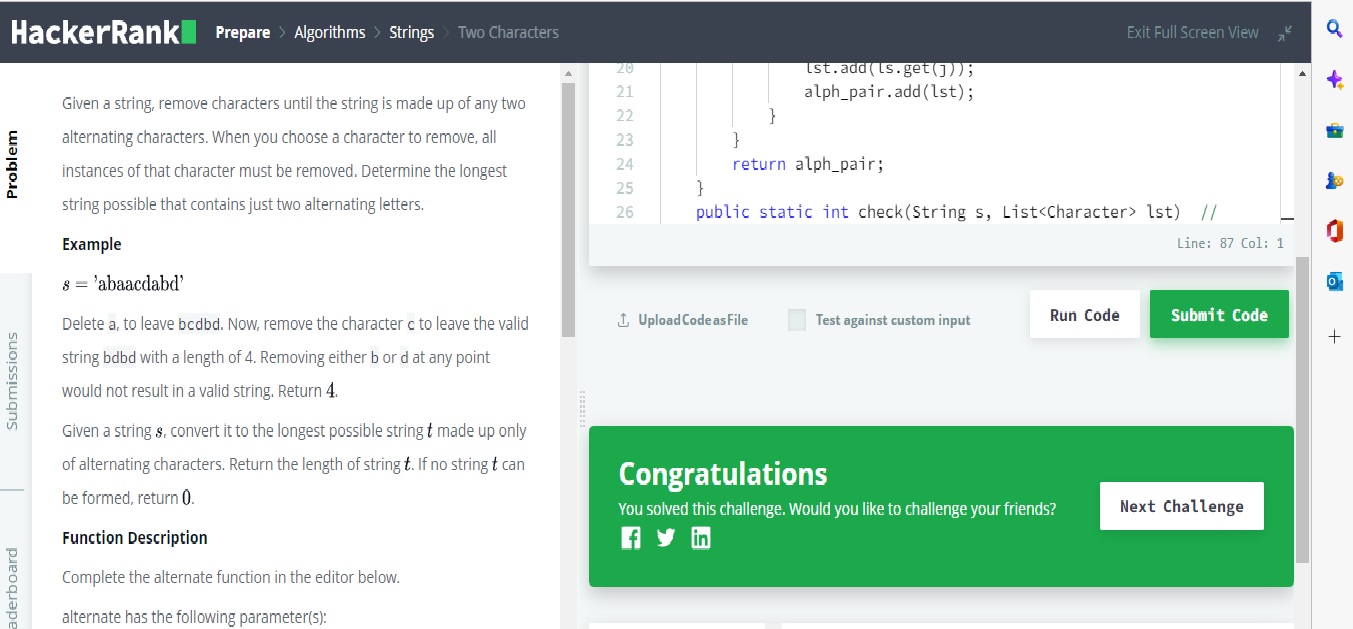 HackerRank
Prepare > Algorithms > Strings > Two Characters
Exit Full Screen View
Problem
Submissions
aderboard
Given a string, remove characters until the string is made up of any two
alternating characters. When you choose a character to remove, all
instances of that character must be removed. Determine the longest
string possible that contains just two alternating letters.
Example
s = 'abaacdabd'
Delete a, to leave bcdbd. Now, remove the character c to leave the valid
string bdbd with a length of 4. Removing either b or d at any point
would not result in a valid string. Return 4.
Given a string s, convert it to the longest possible string t made up only
of alternating characters. Return the length of string t. If no string t can
be formed, return 0.
Function Description
Complete the alternate function in the editor below.
alternate has the following parameter(s):
20 lst.add(ls.get(j));
21 alph_pair.add(lst);
22 }
23 }
24 return alph_pair;
25 }
26 public static int check(String s, List<Character> lst) //
Line: 87 Col: 1
Upload Code as File
Test against custom input
Run Code
Submit Code
Congratulations
You solved this challenge. Would you like to challenge your friends?
Next Challenge